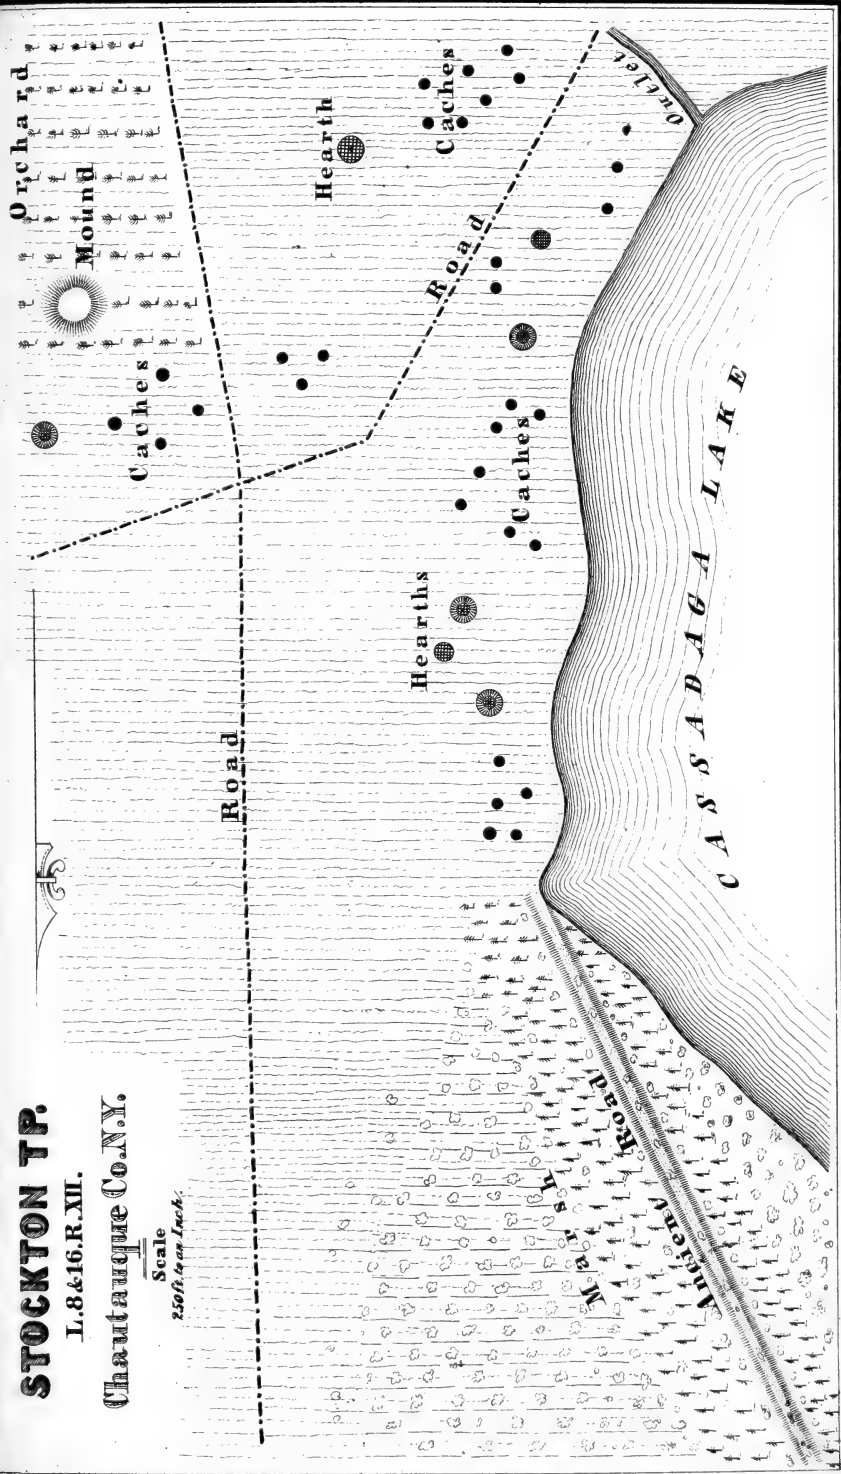 STOCKTON TP.
L.8&16.R.XII.
Chautauque Co.N.Y.
Scale
250 ft. to an Inch.
Orchard
Mound
Caches
Hearth
Caches
Outlet
Road
Caches
Hearths
Road
CASSADAGA LAKE
Marsh
Ancient Road